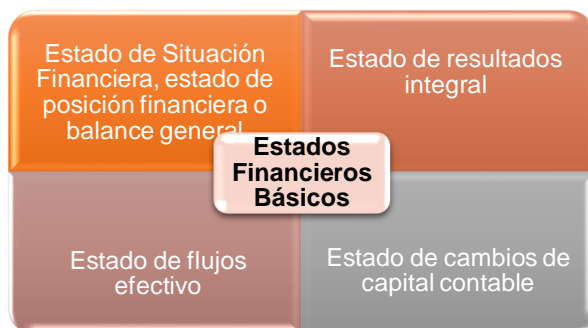 Estado de Situación
Financiera, estado de
posición financiera o
balance general
Estado de resultados
integral
Estados
Financieros
Básicos
Estado de flujos
efectivo
Estado de cambios de
capital contable